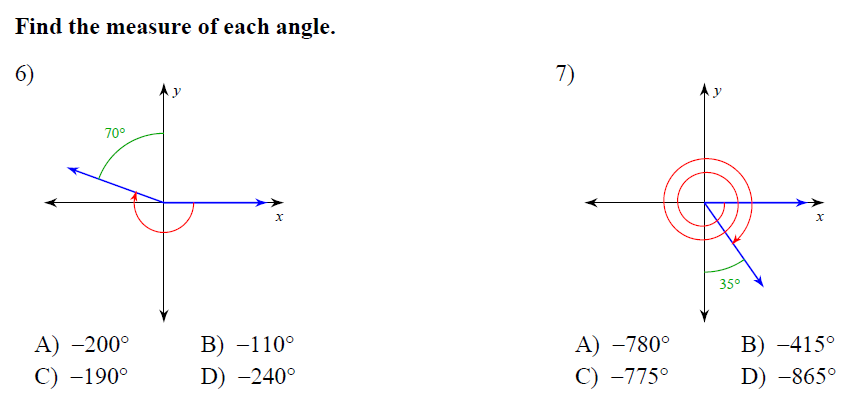 Find the measure of each angle.
6)
y
70°
x
A) –200° B) –110°
C) –190° D) –240°
7)
y
x
35°
A) –780° B) –415°
C) –775° D) –865°